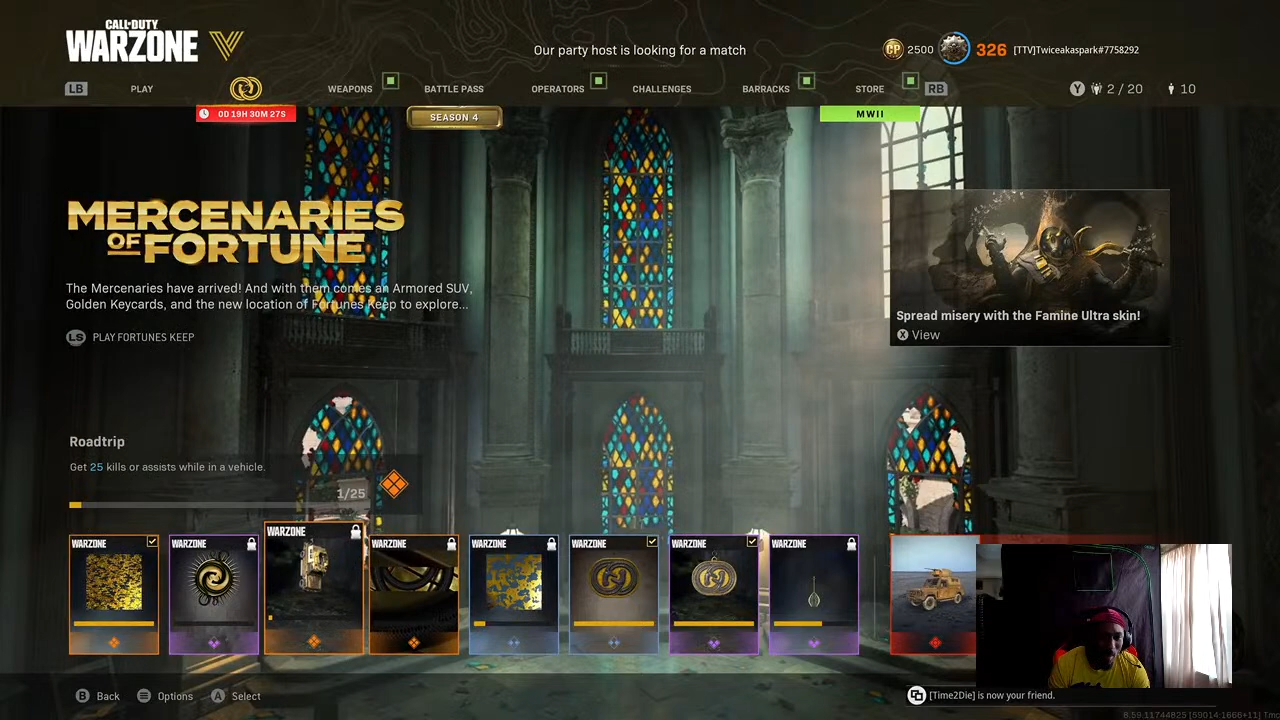 CALL OF DUTY
WARZONE
Our party host is looking for a match
CP 2500 326 [TTV]Twiceakaspark#7758292
LB PLAY WEAPONS BATTLE PASS OPERATORS CHALLENGES BARRACKS STORE RB Y 2 / 20 10
0D 19H 30M 27S SEASON 4 MWII
MERCENARIES
OF FORTUNE
The Mercenaries have arrived! And with them comes an Armored SUV,
Golden Keycards, and the new location of Fortunes Keep to explore...
LS PLAY FORTUNES KEEP
Spread misery with the Famine Ultra skin!
X View
Roadtrip
Get 25 kills or assists while in a vehicle.
1/25
WARZONE WARZONE WARZONE WARZONE WARZONE WARZONE WARZONE WARZONE
B Back Options A Select
[Time2Die] is now your friend.